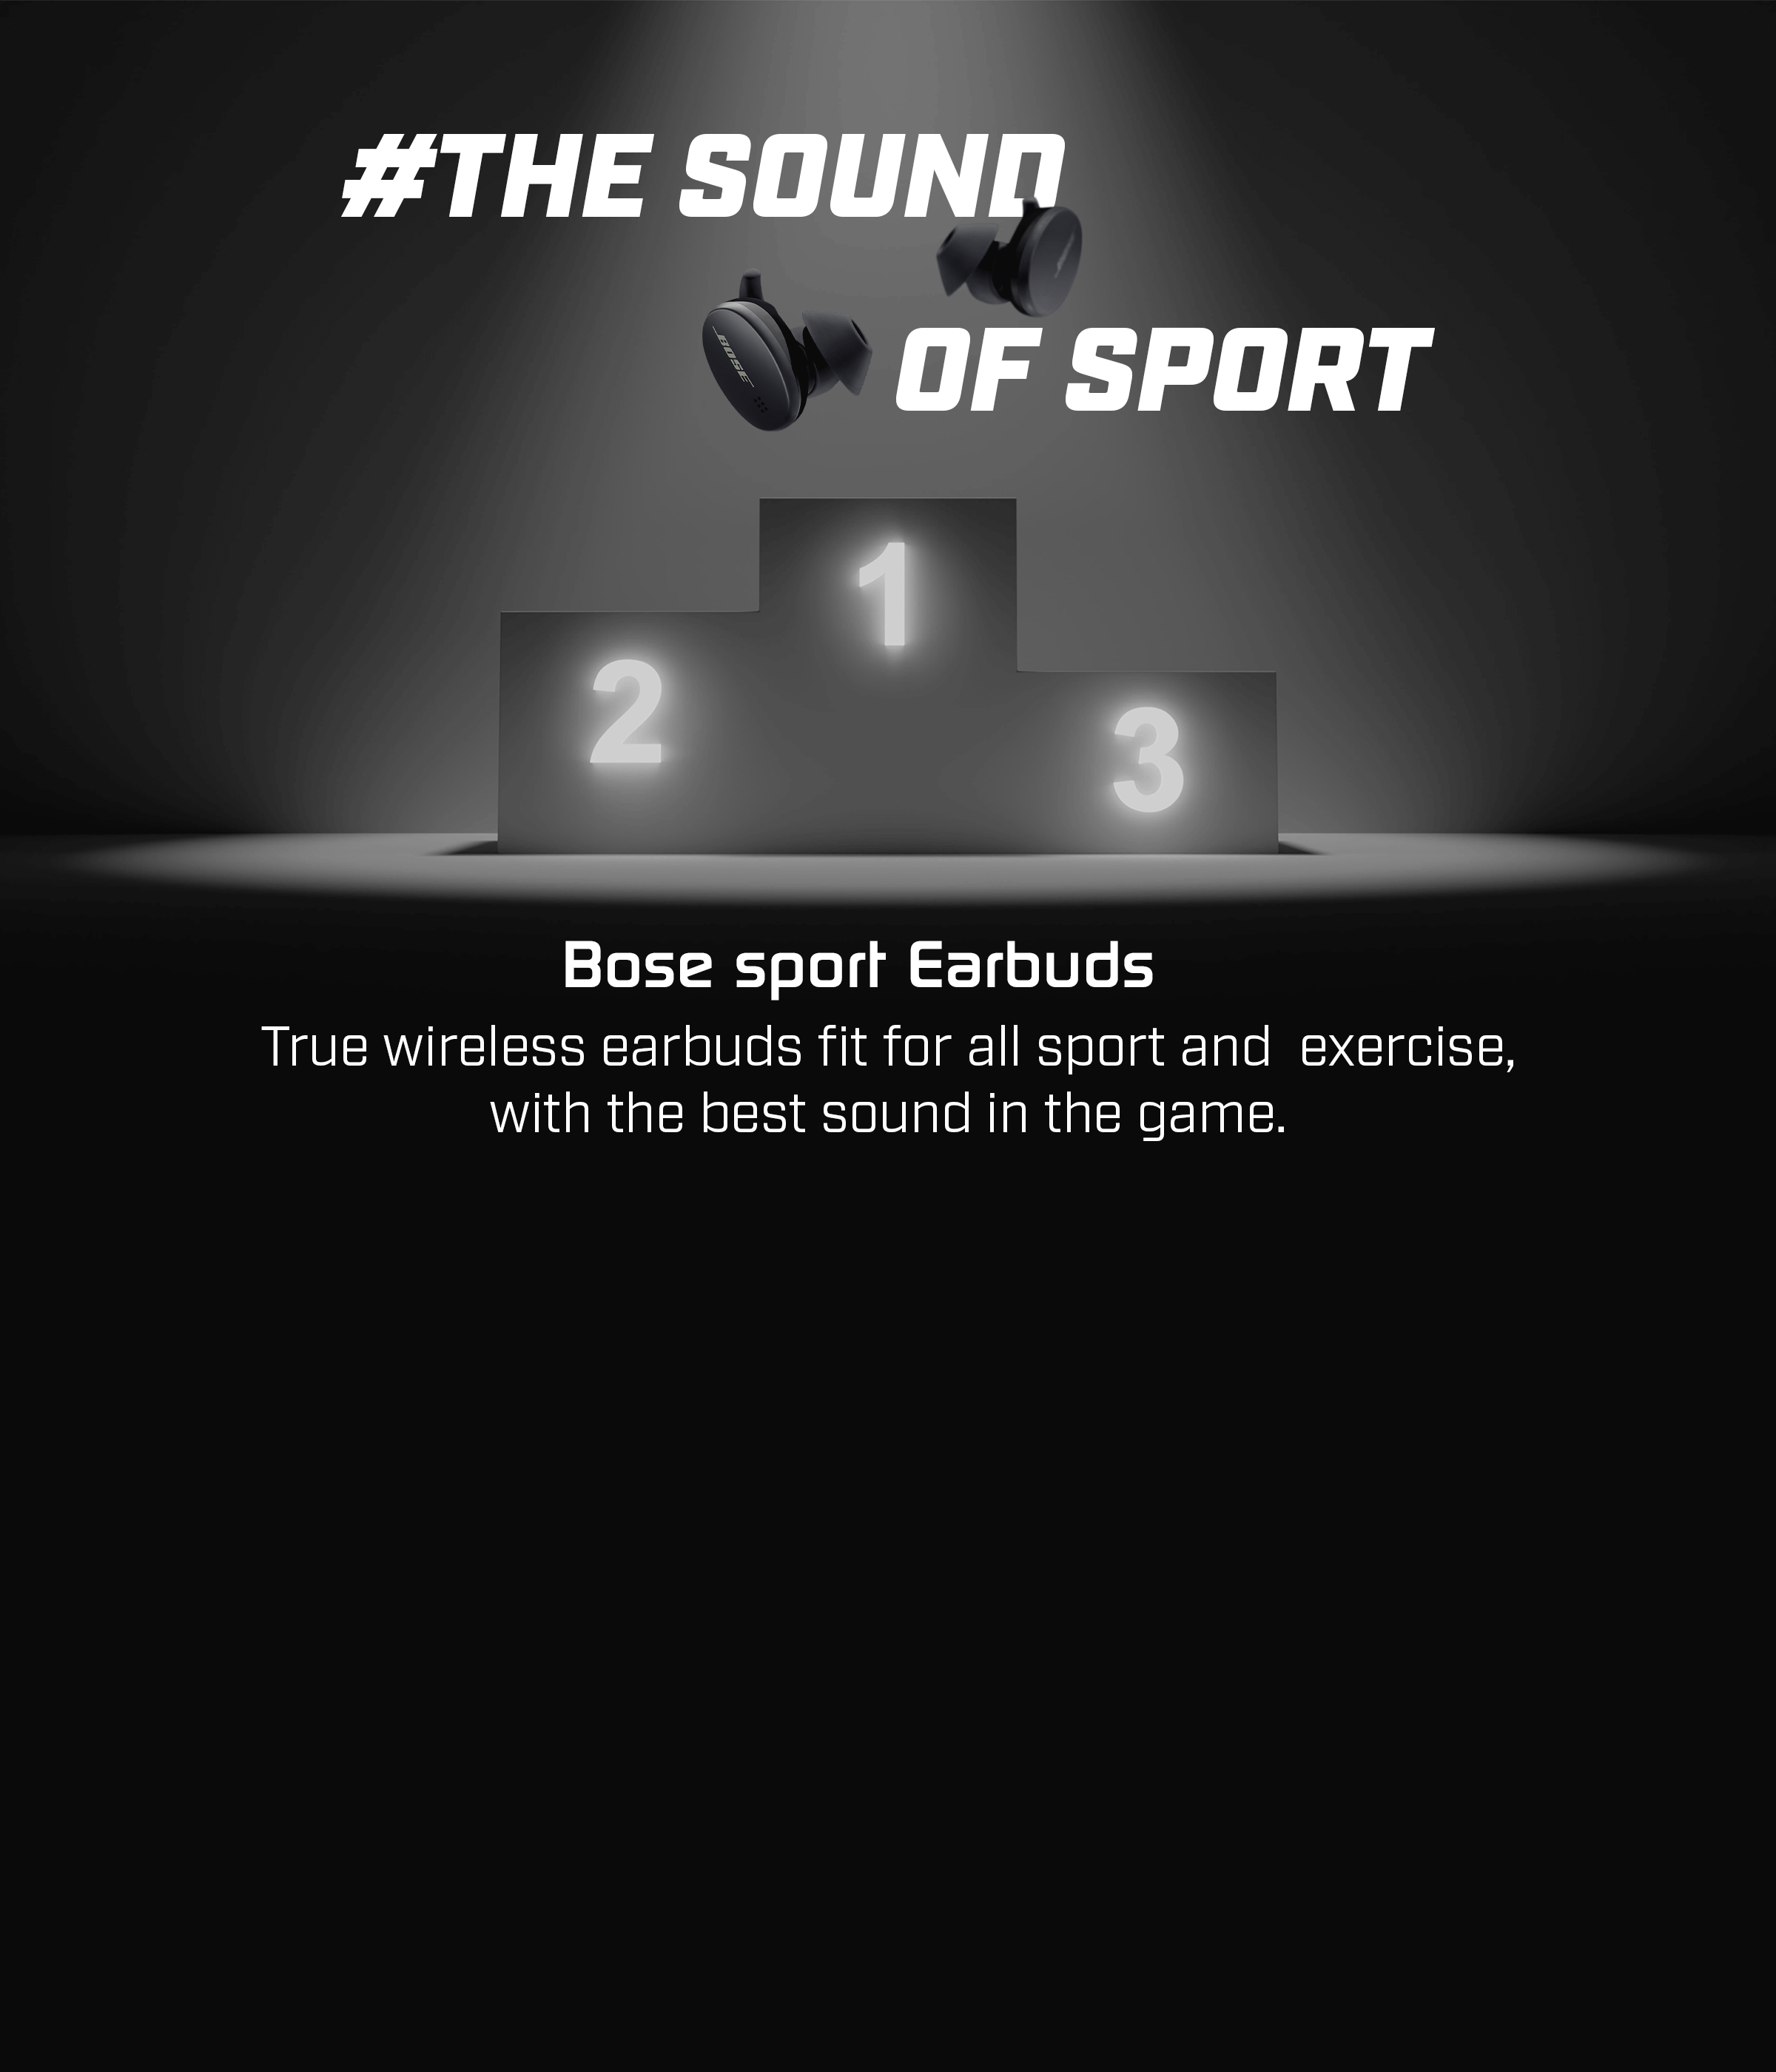 #THE SOUND
BOSE
OF SPORT
1
2
3
Bose sport Earbuds
True wireless earbuds fit for all sport and  exercise,
with the best sound in the game.